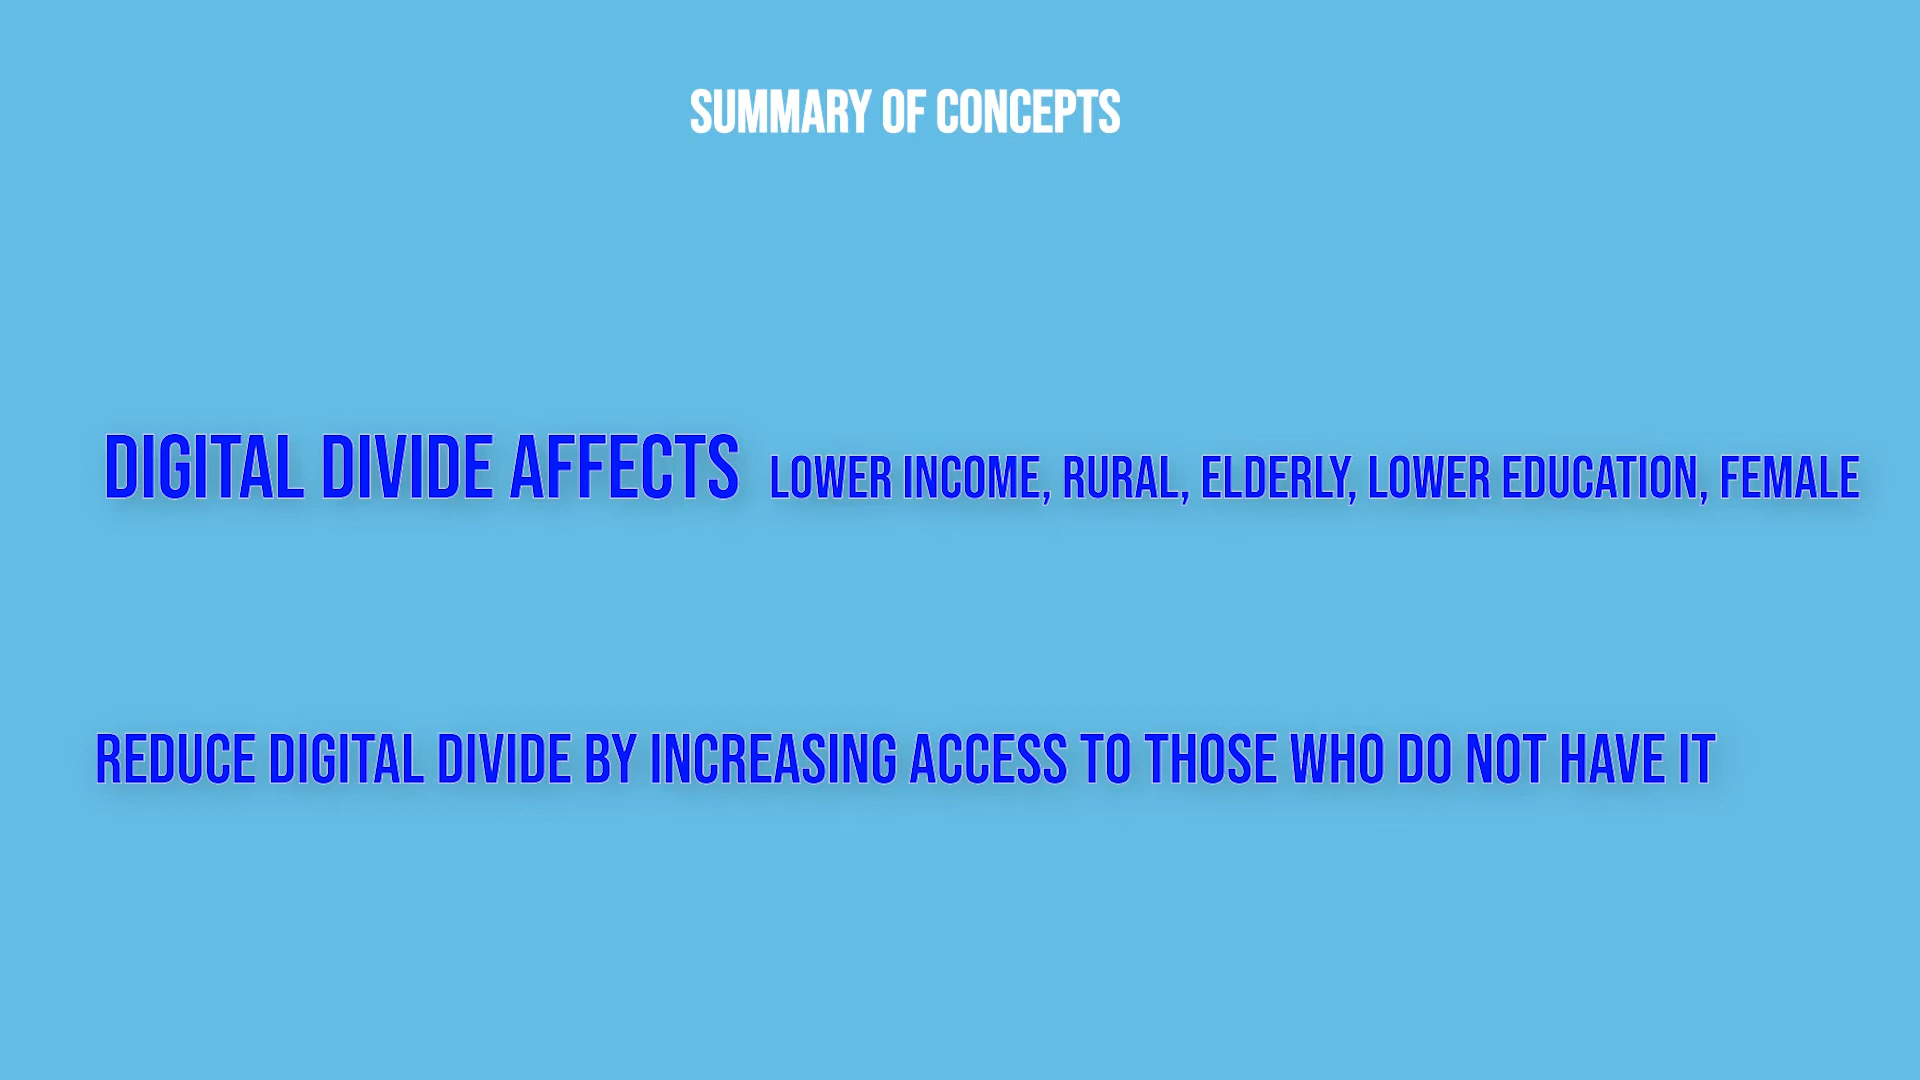 SUMMARY OF CONCEPTS
DIGITAL DIVIDE AFFECTS LOWER INCOME, RURAL, ELDERLY, LOWER EDUCATION, FEMALE
REDUCE DIGITAL DIVIDE BY INCREASING ACCESS TO THOSE WHO DO NOT HAVE IT